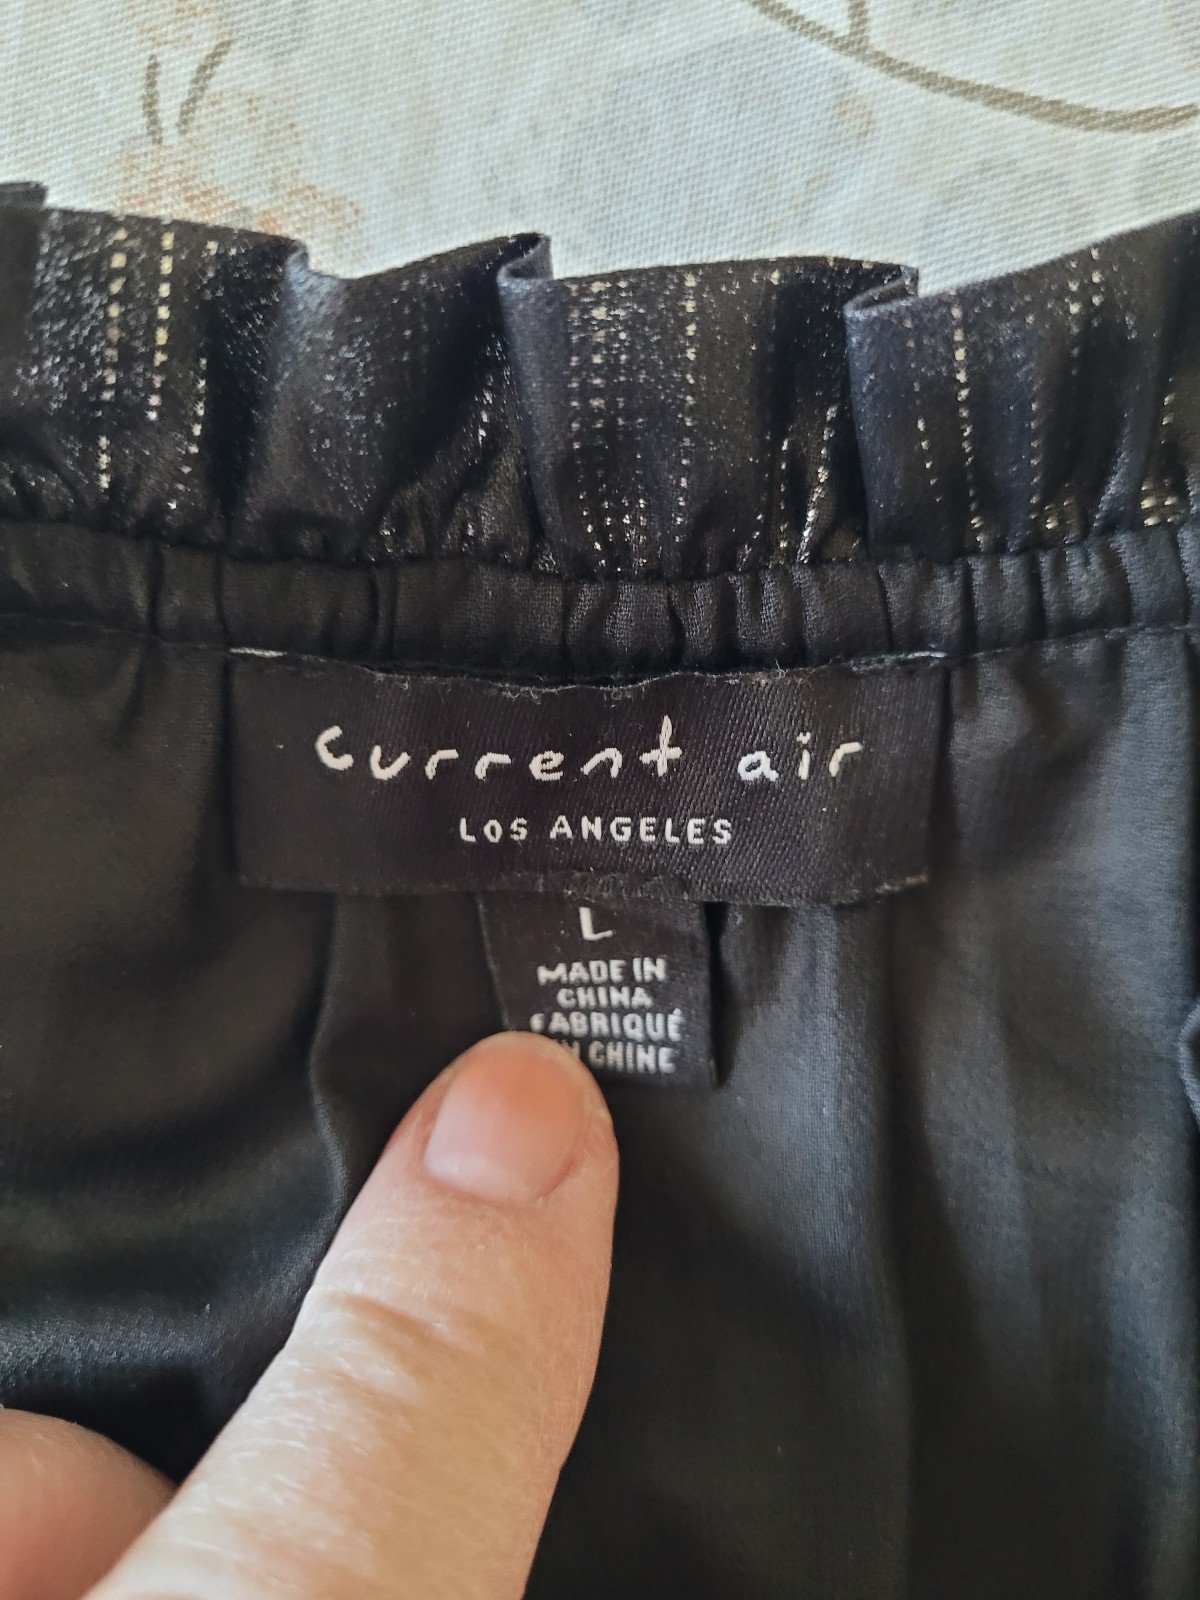 current air
LOS ANGELES
L
MADE IN
CHINA
FABRIQUÉ
CHINE